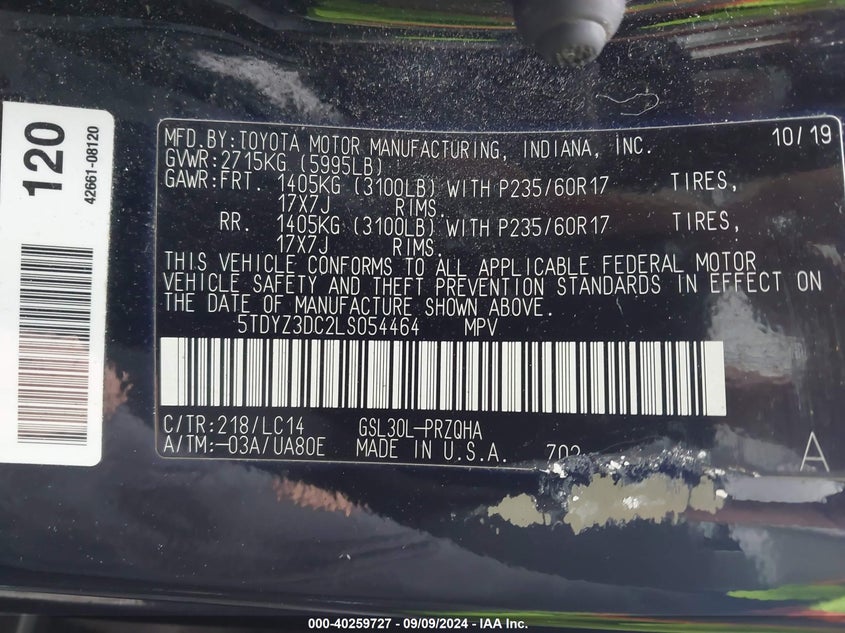 120
42661-08120
MFD.BY:TOYOTA MOTOR MANUFACTURING, INDIANA, INC. 10/19
GVWR:2715KG (5995LB)
GAWR:FRT. 1405KG (3100LB) WITH P235/60R17 TIRES,
17X7J RIMS.
RR. 1405KG (3100LB) WITH P235/60R17 TIRES,
17X7J RIMS.
THIS VEHICLE CONFORMS TO ALL APPLICABLE FEDERAL MOTOR
VEHICLE SAFETY AND THEFT PREVENTION STANDARDS IN EFFECT ON
THE DATE OF MANUFACTURE SHOWN ABOVE.
5TDYZ3DC2LS054464 MPV
C/TR:218/LC14 GSL30L-PRZQHA
A/TM:-03A/UA80E MADE IN U.S.A. A
000-40259727 - 09/09/2024 - IAA Inc.